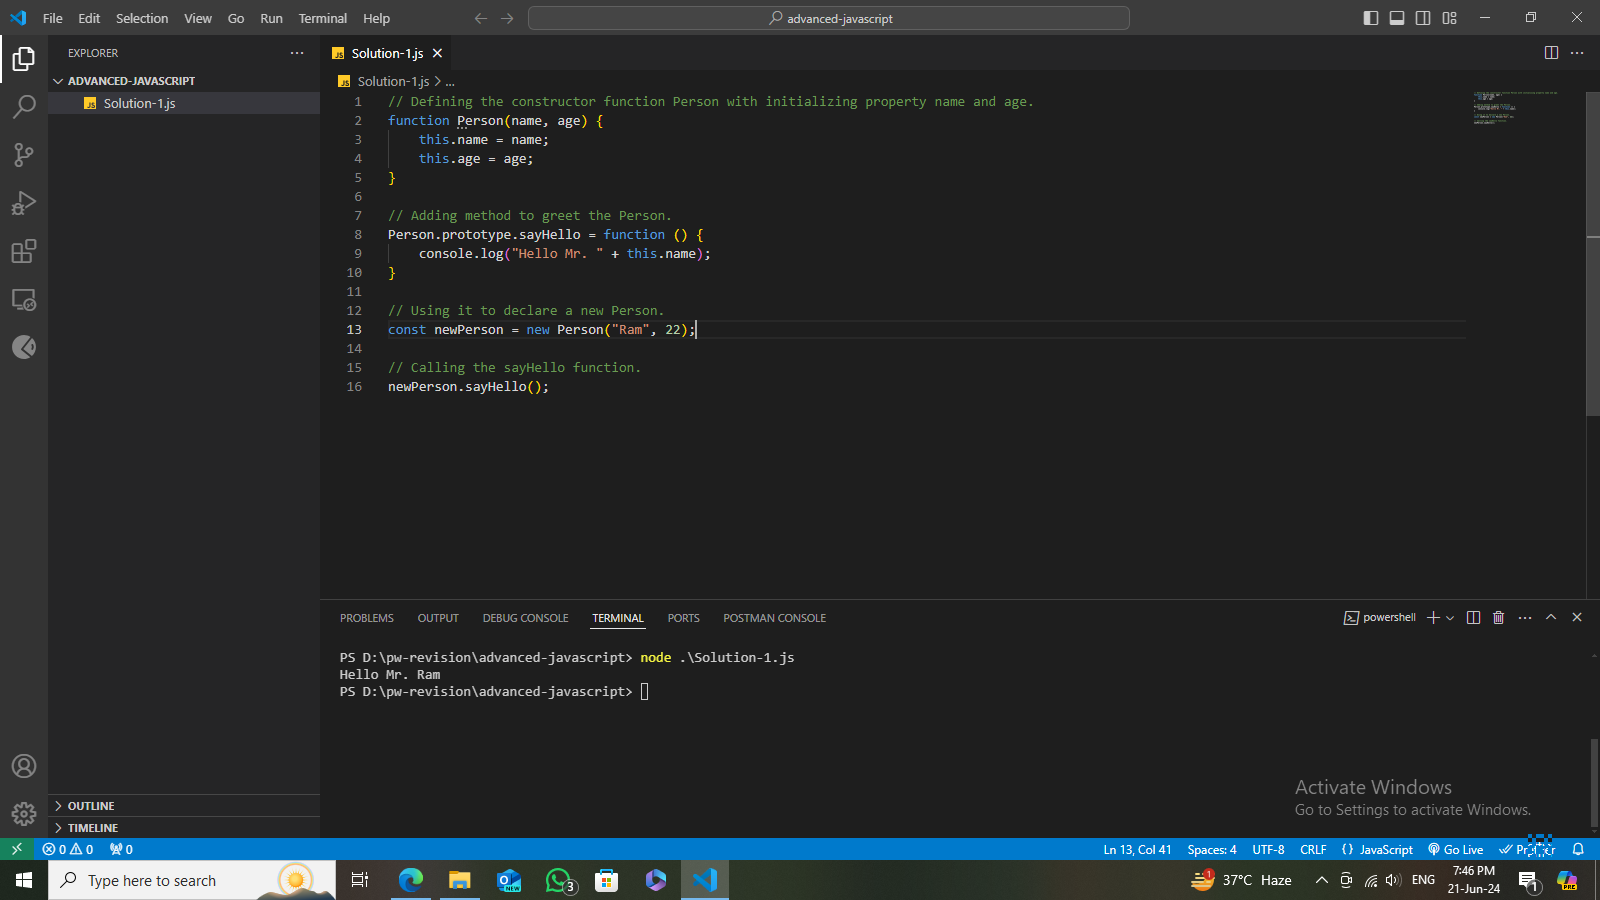 File Edit Selection View Go Run Terminal Help
advanced-javascript
EXPLORER
ADVANCED-JAVASCRIPT
JS Solution-1.js
JS Solution-1.js
JS Solution-1.js > ...
1 // Defining the constructor function Person with initializing property name and age.
2 function Person(name, age) {
3 this.name = name;
4 this.age = age;
5 }
6
7 // Adding method to greet the Person.
8 Person.prototype.sayHello = function () {
9 console.log("Hello Mr. " + this.name);
10 }
11
12 // Using it to declare a new Person.
13 const newPerson = new Person("Ram", 22);
14
15 // Calling the sayHello function.
16 newPerson.sayHello();
PROBLEMS OUTPUT DEBUG CONSOLE TERMINAL PORTS POSTMAN CONSOLE
powershell
PS D:\pw-revision\advanced-javascript> node .\Solution-1.js
Hello Mr. Ram
PS D:\pw-revision\advanced-javascript>
Activate Windows
Go to Settings to activate Windows.
OUTLINE
TIMELINE
0 0 0
Ln 13, Col 41 Spaces: 4 UTF-8 CRLF {} JavaScript Go Live
Type here to search
NEW
3
1
37°C Haze
ENG
7:46 PM
21-Jun-24
1
PRE